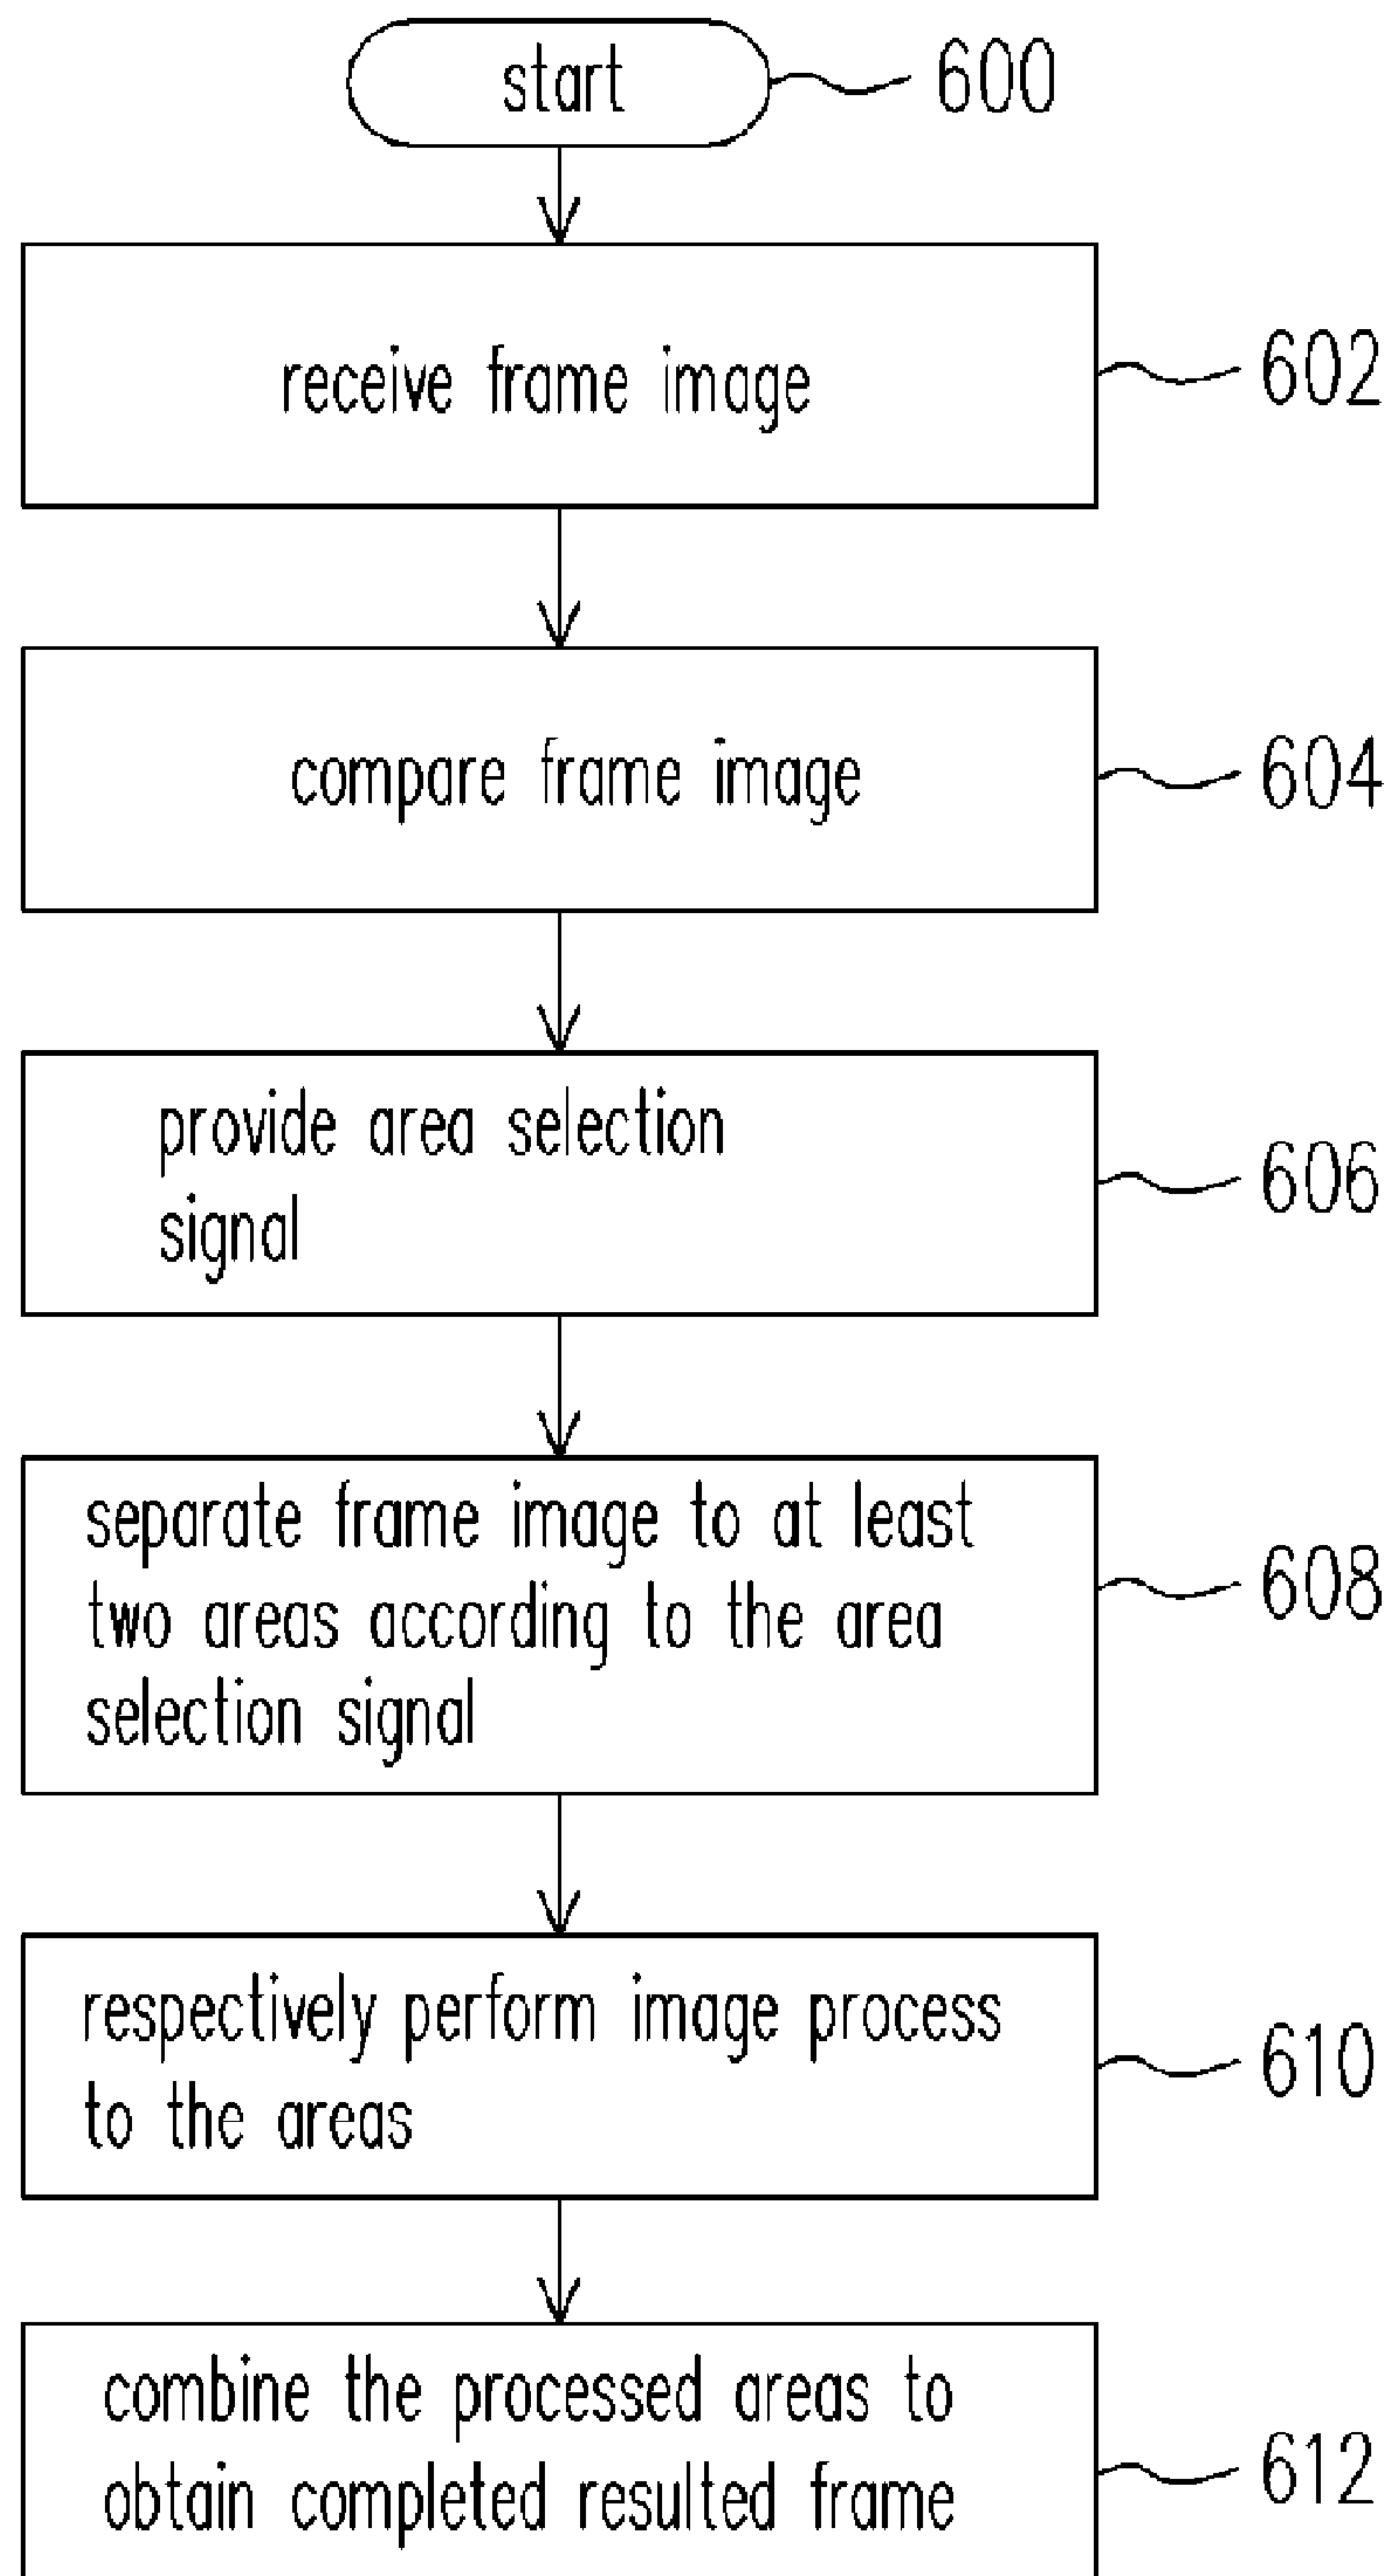 start
600
receive frame image
602
compare frame image
604
provide area selection
signal
606
separate frame image to at least
two areas according to the area
selection signal
608
respectively perform image process
to the areas
610
combine the processed areas to
obtain completed resulted frame
612